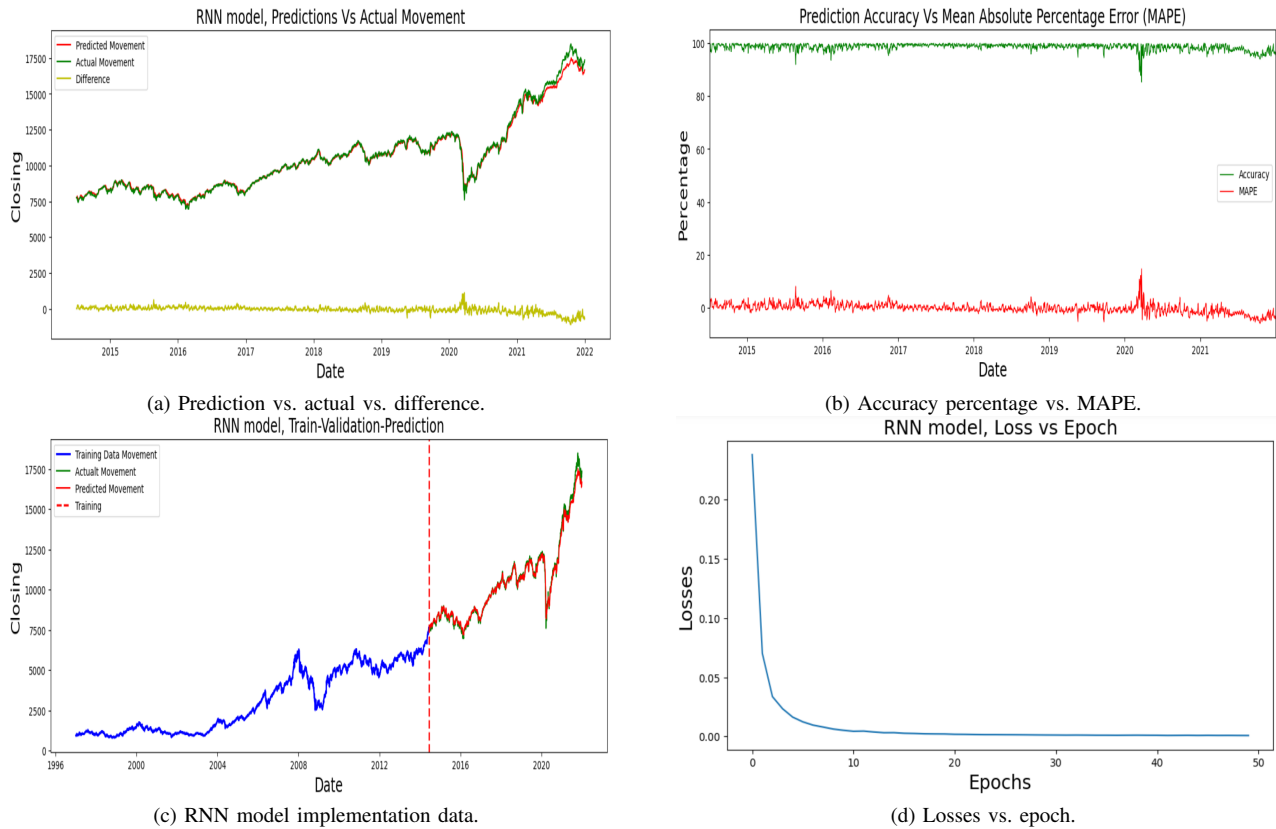 RNN model, Predictions Vs Actual Movement
Predicted Movement
Actual Movement
Difference
17500
15000
12500
10000
7500
5000
2500
0
Closing
2015 2016 2017 2018 2019 2020 2021 2022
Date
(a) Prediction vs. actual vs. difference.
Prediction Accuracy Vs Mean Absolute Percentage Error (MAPE)
100
80
60
40
20
0
Percentage
Accuracy
MAPE
2015 2016 2017 2018 2019 2020 2021
Date
(b) Accuracy percentage vs. MAPE.
RNN model, Train-Validation-Prediction
Training Data Movement
Actualt Movement
Predicted Movement
Training
17500
15000
12500
10000
7500
5000
2500
0
Closing
1996 2000 2004 2008 2012 2016 2020
Date
(c) RNN model implementation data.
RNN model, Loss vs Epoch
0.20
0.15
0.10
0.05
0.00
Losses
0 10 20 30 40 50
Epochs
(d) Losses vs. epoch.